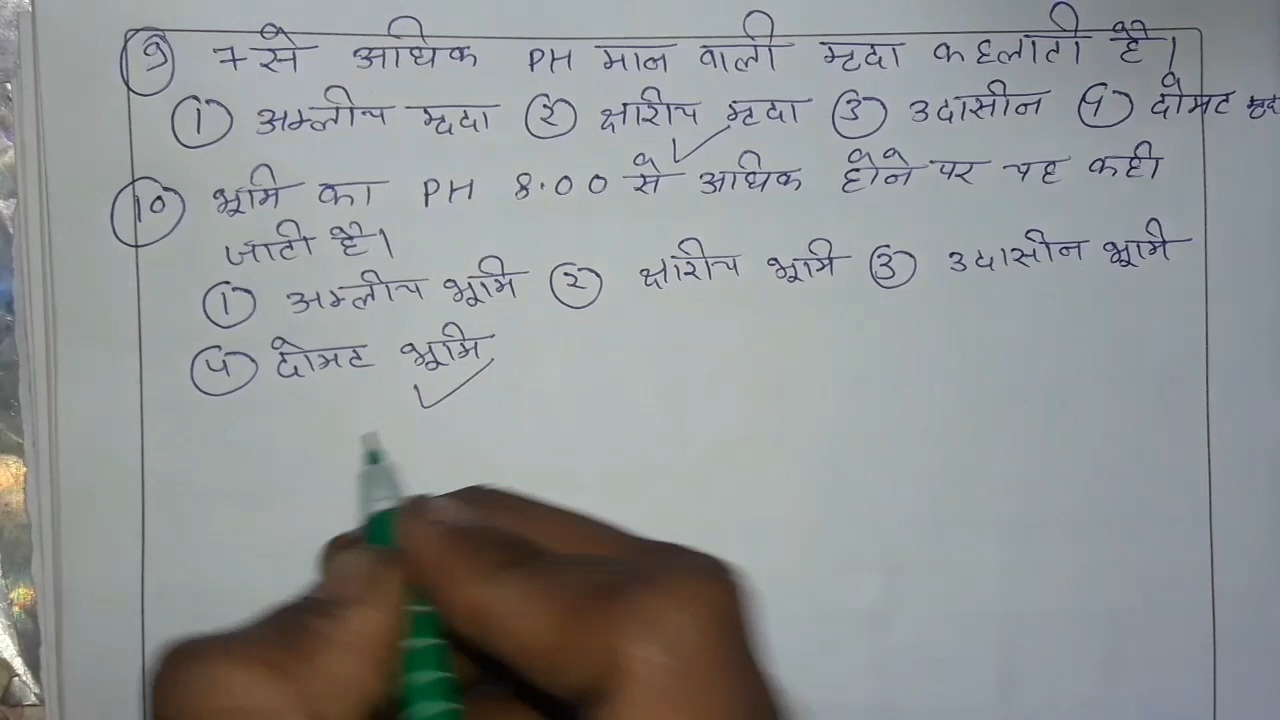 9 7 से अधिक PH मान वाली मृदा कहलाती है।
1 अम्लीय मृदा 2 क्षारीय मृदा 3 उदासीन 4 दोमट मृदा
10 भूमि का PH 8.00 से अधिक होने पर यह कही
जाती है।
1 अम्लीय भूमि 2 क्षारीय भूमि 3 उदासीन भूमि
4 दोमट भूमि